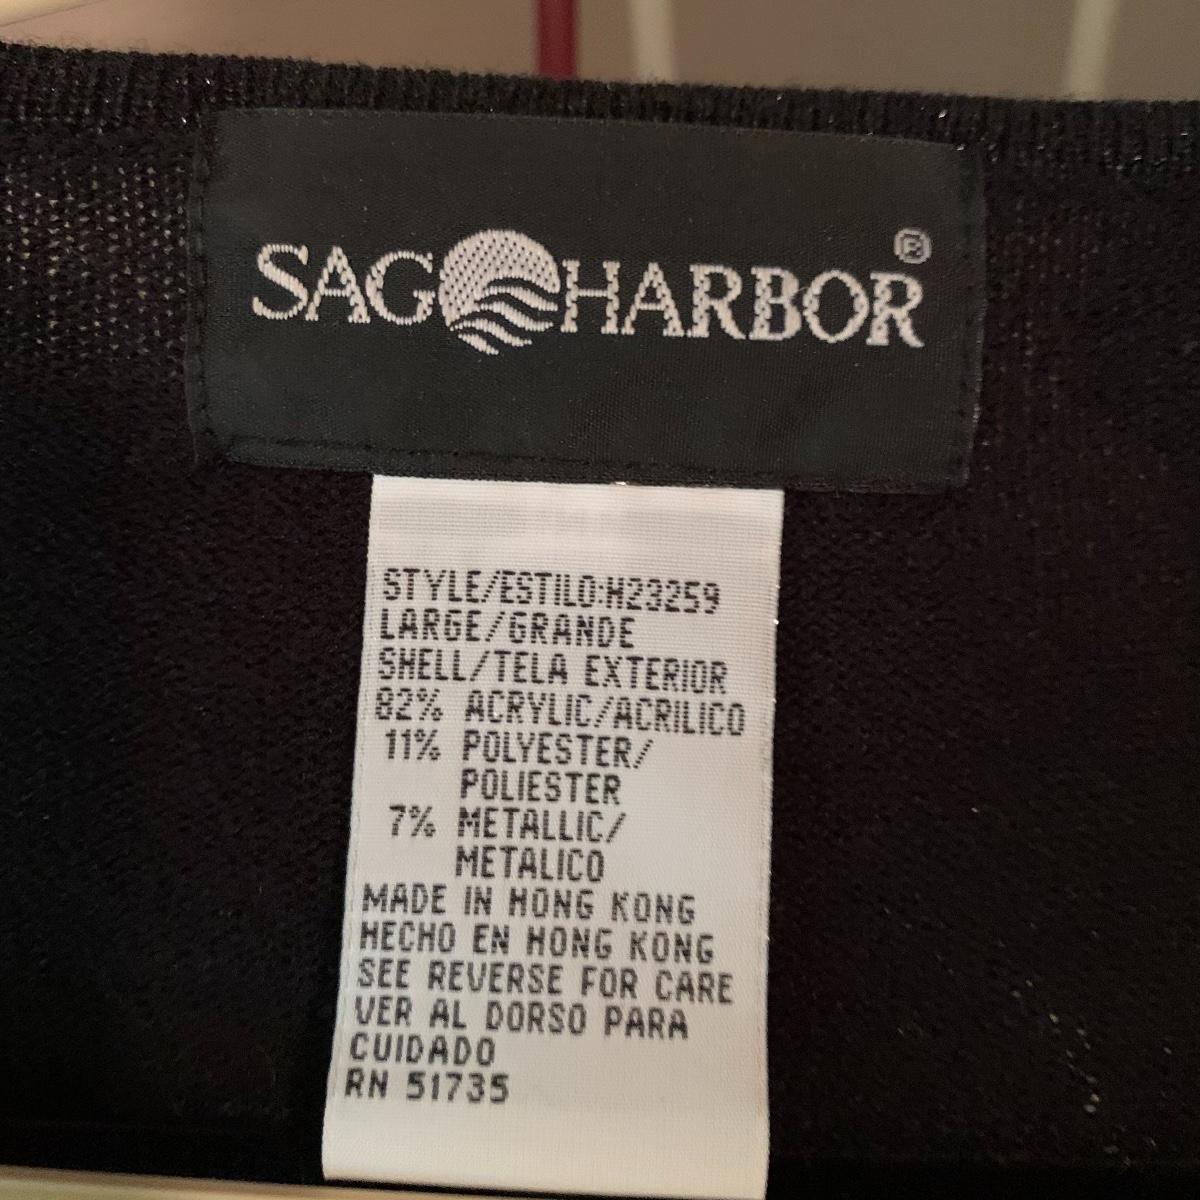 SAG HARBOR ®
STYLE/ESTILO:H23259
LARGE/GRANDE
SHELL/TELA EXTERIOR
82% ACRYLIC/ACRILICO
11% POLYESTER/
POLIESTER
7% METALLIC/
METALICO
MADE IN HONG KONG
HECHO EN HONG KONG
SEE REVERSE FOR CARE
VER AL DORSO PARA
CUIDADO
RN 51735